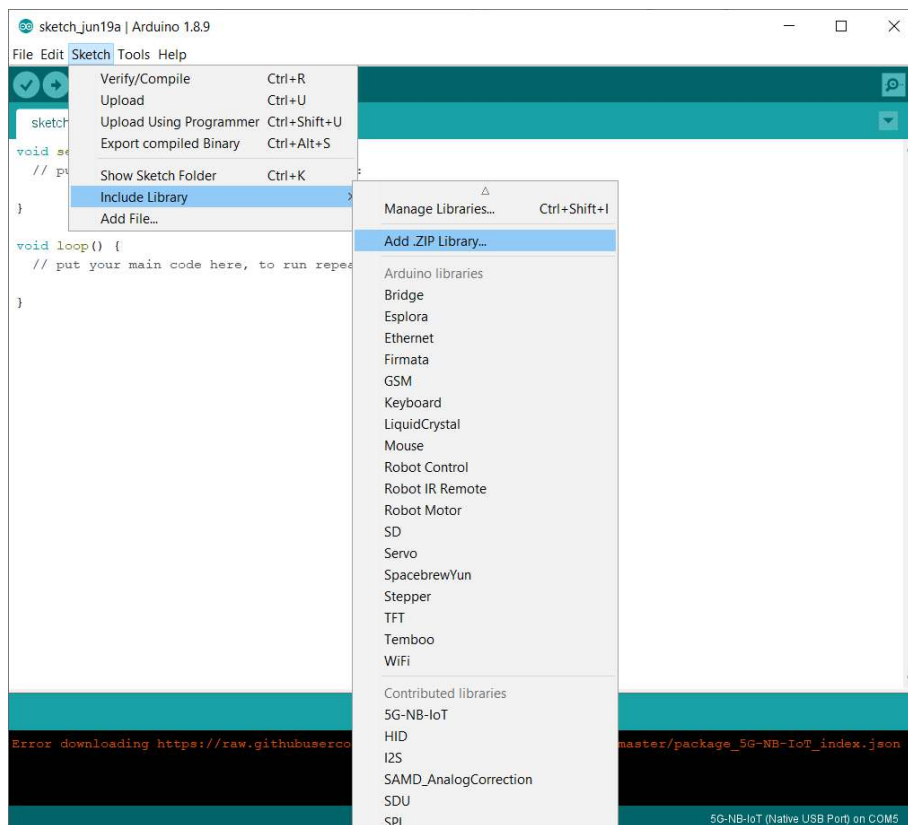 sketch_jun19a | Arduino 1.8.9
File Edit Sketch Tools Help
Verify/Compile Ctrl+R
Upload Ctrl+U
Upload Using Programmer Ctrl+Shift+U
Export compiled Binary Ctrl+Alt+S
Show Sketch Folder Ctrl+K
Include Library
Add File...
sketch
void se
// pu
}
void loop() {
// put your main code here, to run repea
}
Manage Libraries... Ctrl+Shift+I
Add .ZIP Library...
Arduino libraries
Bridge
Esplora
Ethernet
Firmata
GSM
Keyboard
LiquidCrystal
Mouse
Robot Control
Robot IR Remote
Robot Motor
SD
Servo
SpacebrewYun
Stepper
TFT
Temboo
WiFi
Contributed libraries
5G-NB-IoT
HID
I2S
SAMD_AnalogCorrection
SDU
SPI
Error downloading https://raw.githubuserco master/package_5G-NB-IoT_index.json
5G-NB-IoT (Native USB Port) on COM5